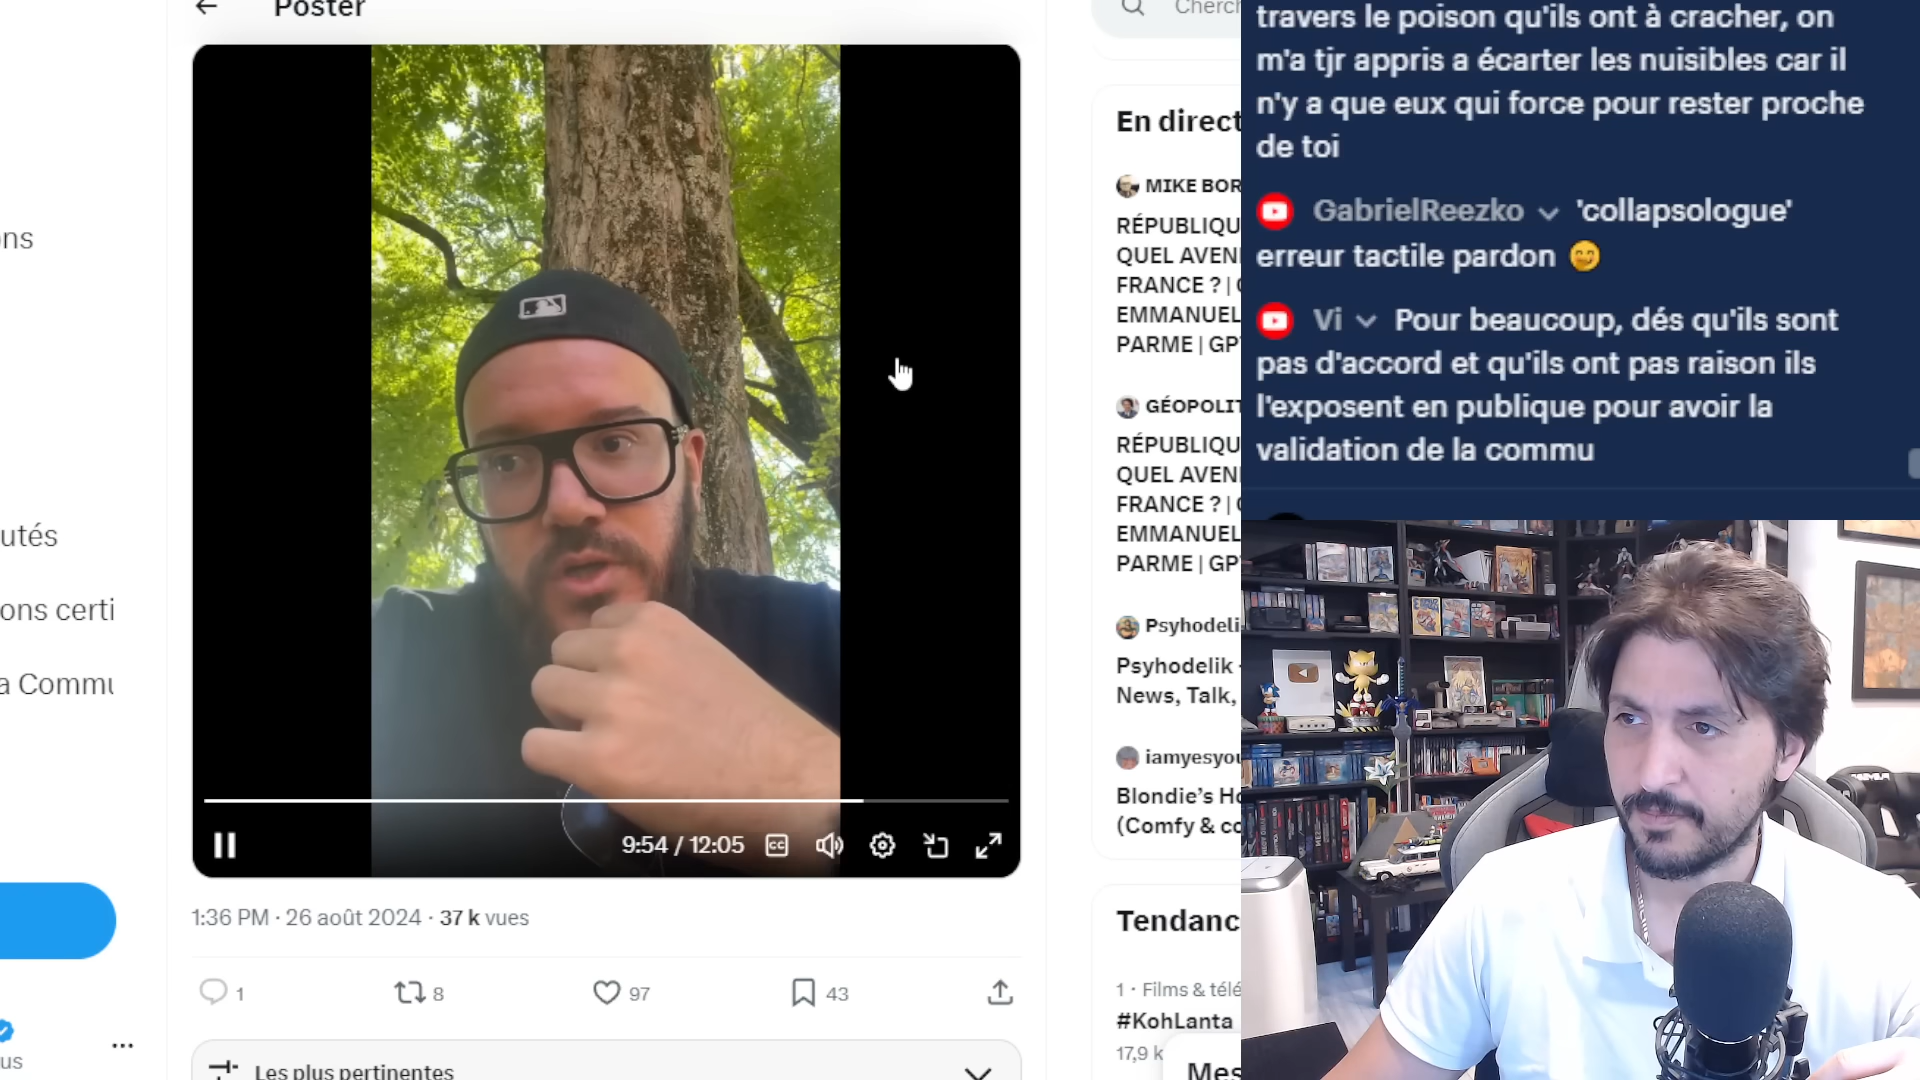 Poster
ns
utés
ons certi
a Commu
us
9:54 / 12:05
CC
1:36 PM · 26 août 2024 · 37 k vues
1
8
97
43
Les plus pertinentes
Cherch
En direct
MIKE BOR
RÉPUBLIQU
QUEL AVEN
FRANCE ? |
EMMANUEL
PARME | GP
GÉOPOLIT
RÉPUBLIQU
QUEL AVEN
FRANCE ? |
EMMANUEL
PARME | GP
Psyhodeli
Psyhodelik
News, Talk,
iamyesyou
Blondie's Ho
(Comfy & co
Tendanc
1 · Films & télé
#KohLanta
17,9 k
Mes
travers le poison qu'ils ont à cracher, on
m'a tjr appris a écarter les nuisibles car il
n'y a que eux qui force pour rester proche
de toi
GabrielReezko 'collapsologue'
erreur tactile pardon
Vi Pour beaucoup, dés qu'ils sont
pas d'accord et qu'ils ont pas raison ils
l'exposent en publique pour avoir la
validation de la commu